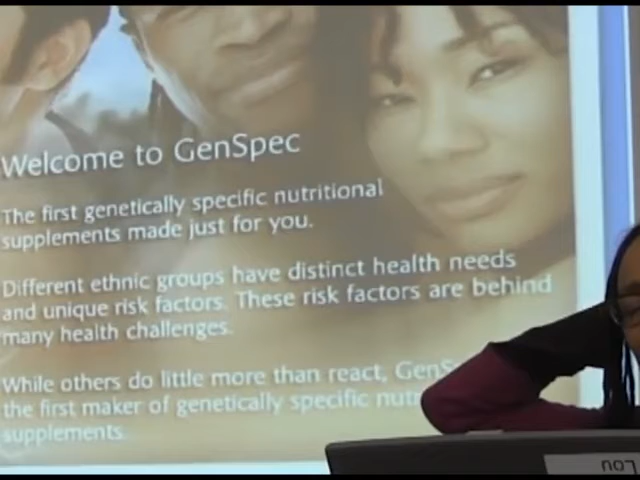 Welcome to GenSpec
The first genetically specific nutritional
supplements made just for you.
Different ethnic groups have distinct health needs
and unique risk factors. These risk factors are behind
many health challenges.
While others do little more than react,
the first maker of genetically specific
supplements.